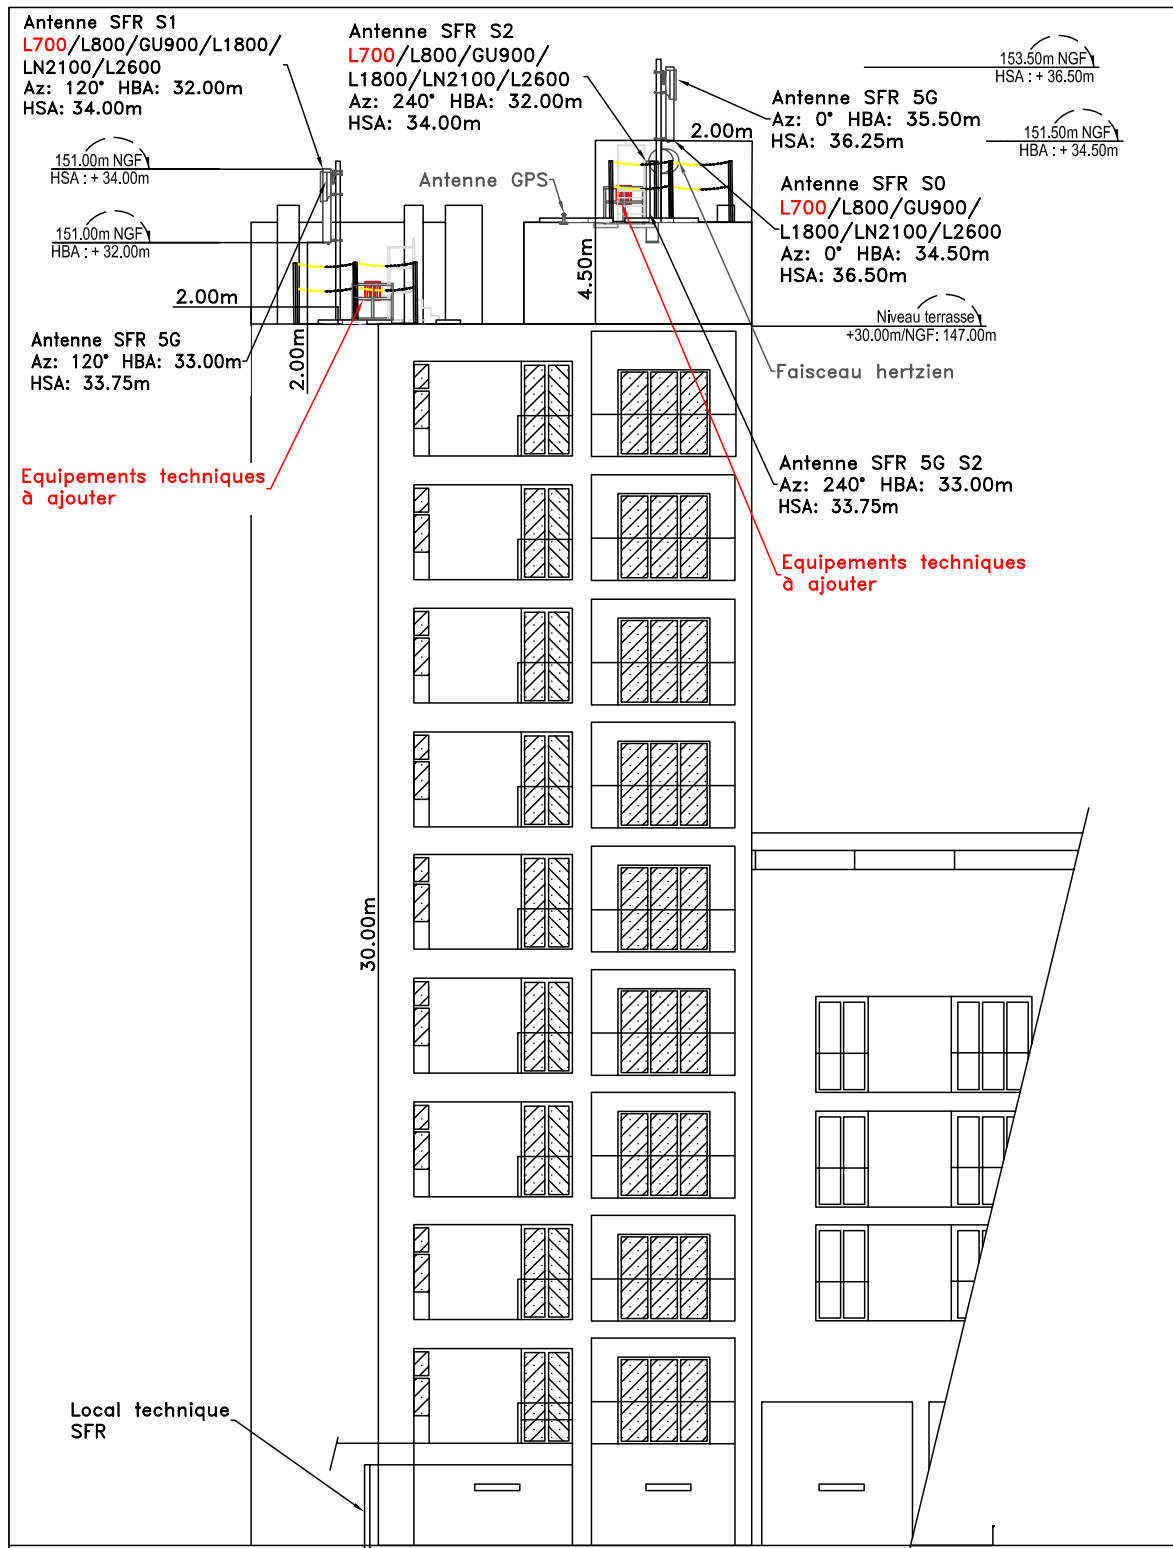 Antenne SFR S1
L700/L800/GU900/L1800/
LN2100/L2600
Az: 120° HBA: 32.00m
HSA: 34.00m
Antenne SFR S2
L700/L800/GU900/
L1800/LN2100/L2600
Az: 240° HBA: 32.00m
HSA: 34.00m
153.50m NGF
HSA : + 36.50m
Antenne SFR 5G
Az: 0° HBA: 35.50m
HSA: 36.25m
2.00m
151.50m NGF
HBA : + 34.50m
151.00m NGF
HSA : + 34.00m
Antenne GPS
Antenne SFR S0
L700/L800/GU900/
L1800/LN2100/L2600
Az: 0° HBA: 34.50m
HSA: 36.50m
151.00m NGF
HBA : + 32.00m
4.50m
2.00m
Niveau terrasse
+30.00m/NGF: 147.00m
Antenne SFR 5G
Az: 120° HBA: 33.00m
HSA: 33.75m
2.00m
Faisceau hertzien
Equipements techniques
à ajouter
Antenne SFR 5G S2
Az: 240° HBA: 33.00m
HSA: 33.75m
Equipements techniques
à ajouter
30.00m
Local technique
SFR